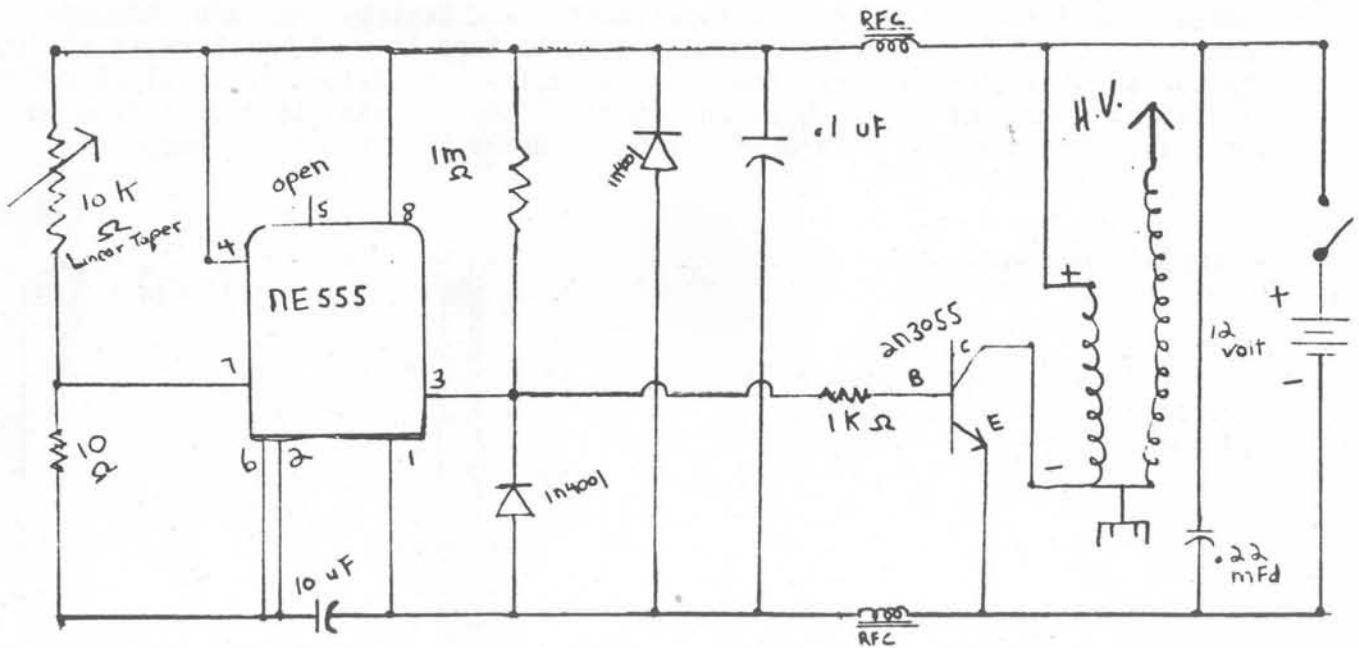 RFC
H.V.
.1 uF
1m
Ω
1n4001
open
5
8
10 K
Ω
Linear Taper
4
NE555
2n3055
C
+
12
volt
+
-
7
3
B
1K Ω
E
-
10
Ω
6
2
1
1n4001
.22
mFd
10 uF
RFC